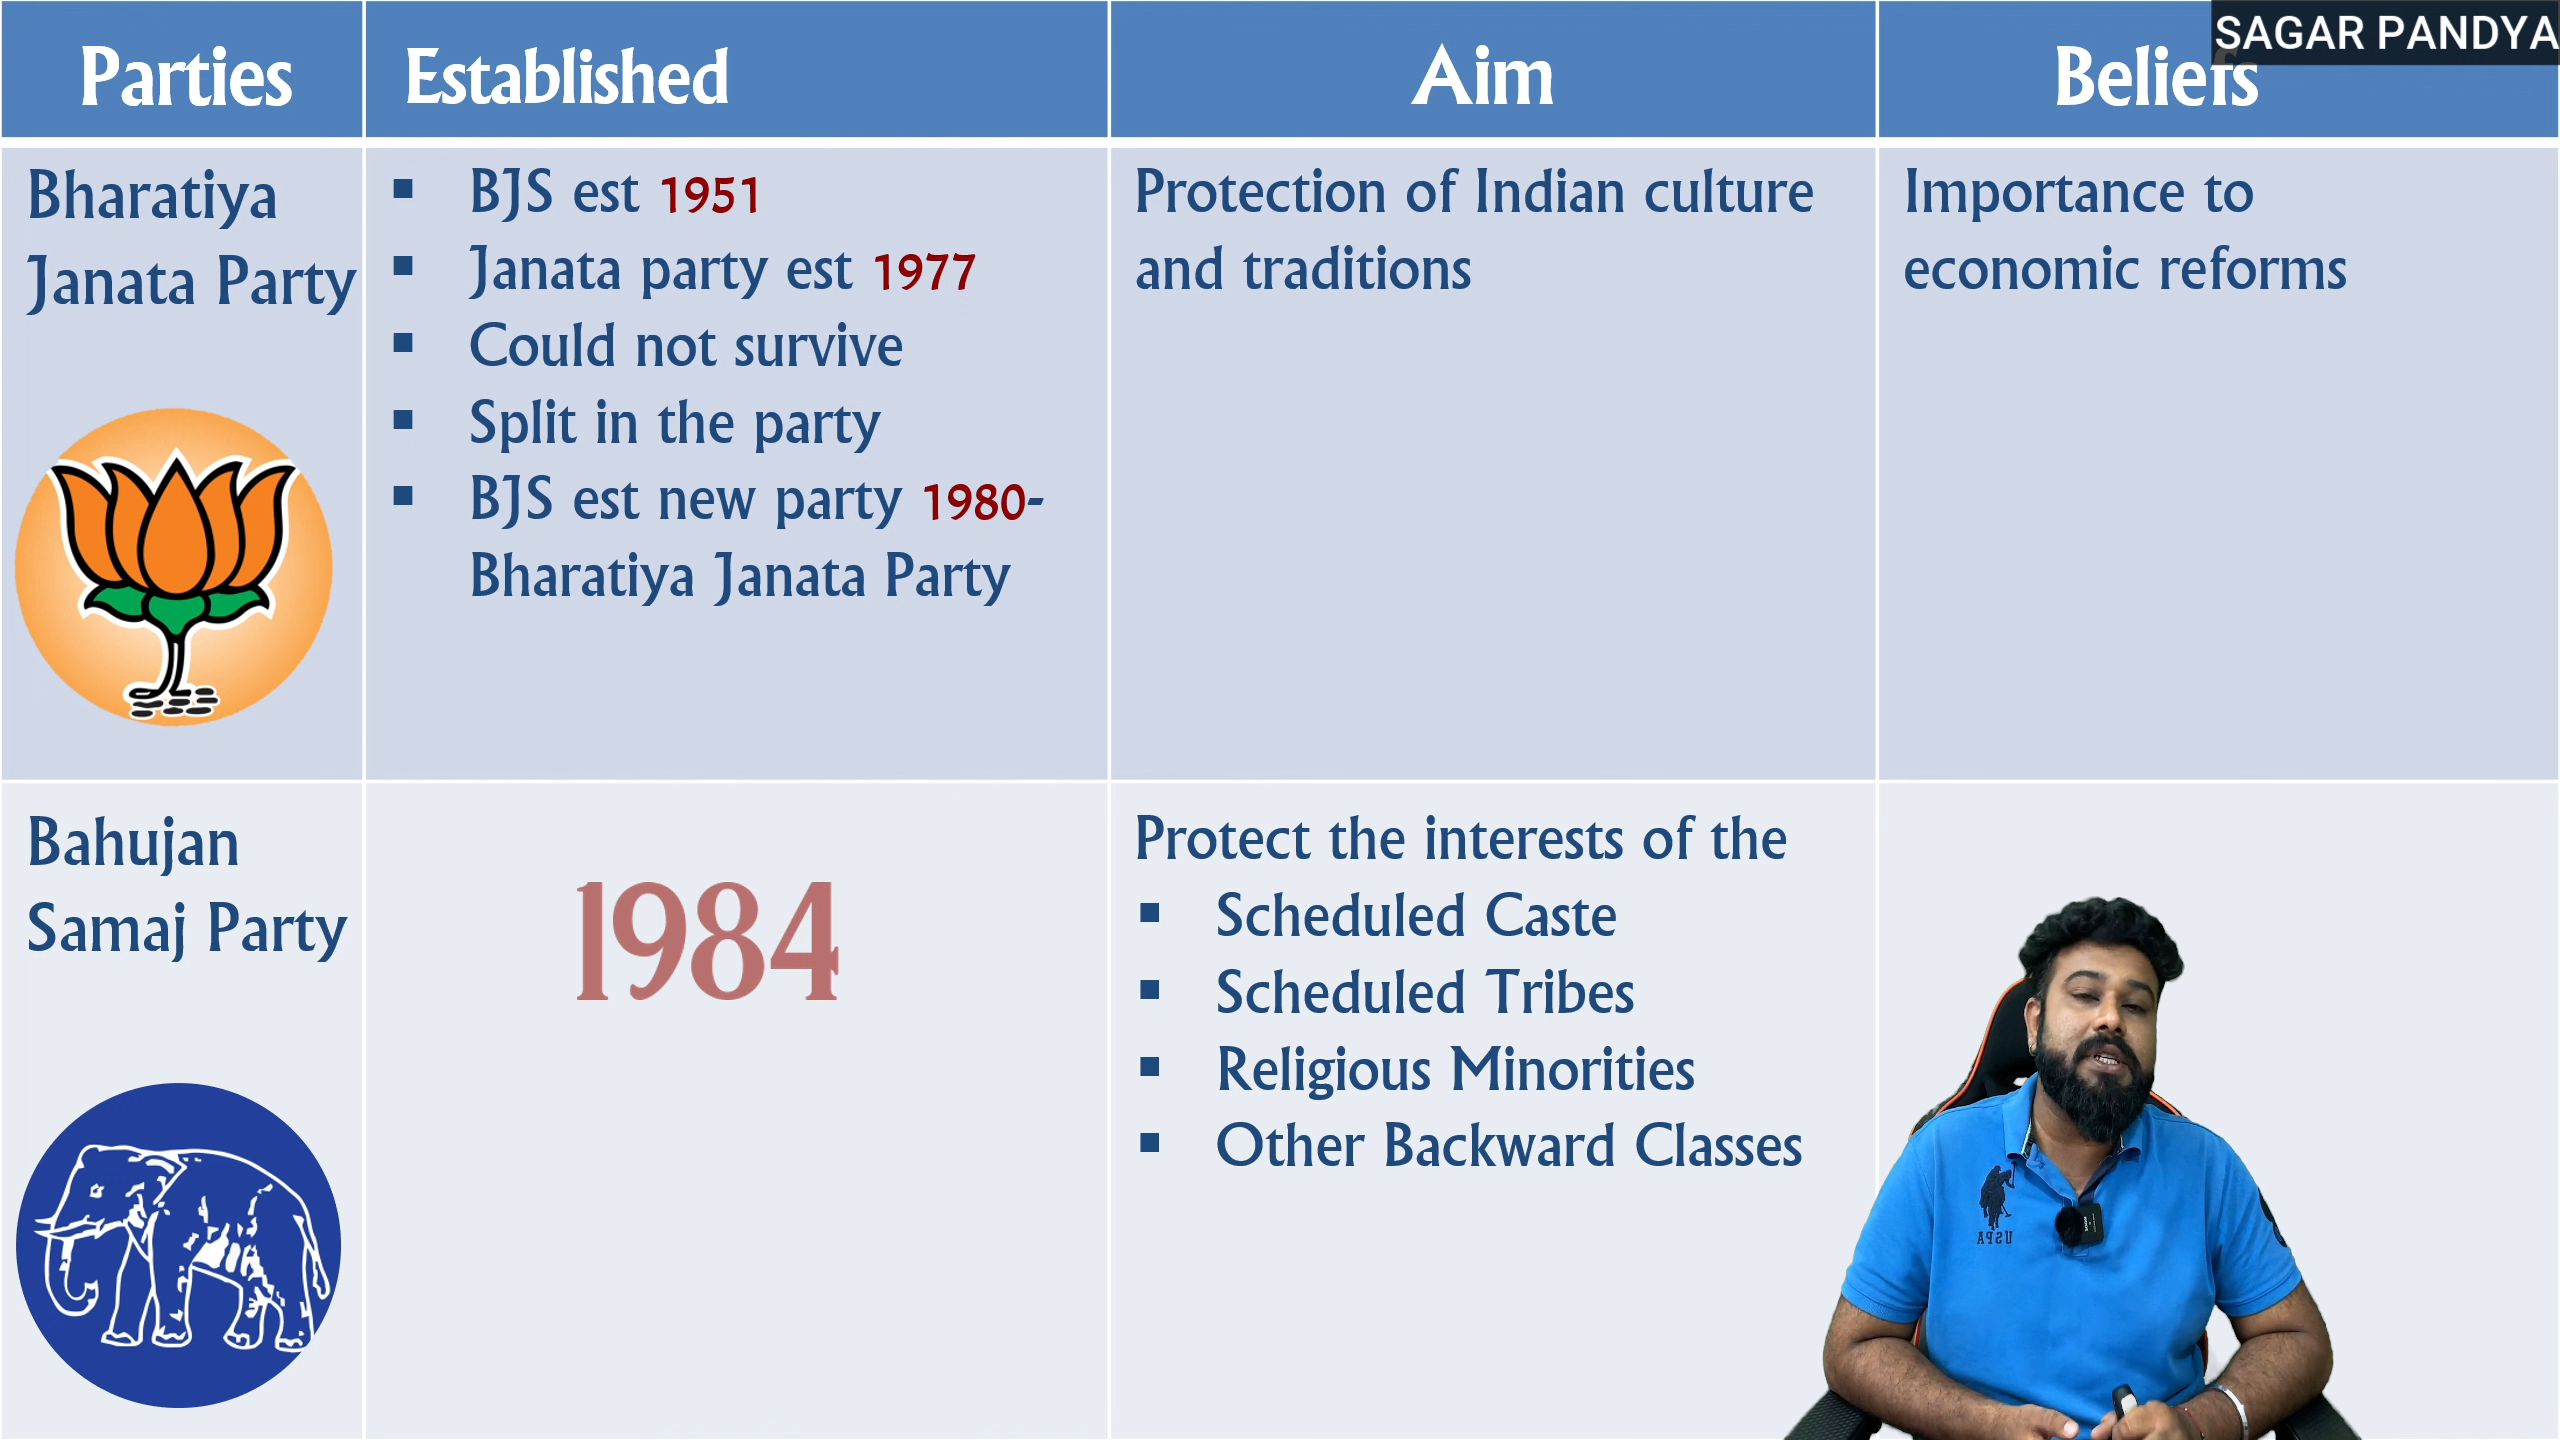 SAGAR PANDYA
Parties
Established
Aim
Beliefs
Bharatiya
Janata Party
▪ BJS est 1951
▪ Janata party est 1977
▪ Could not survive
▪ Split in the party
▪ BJS est new party 1980-
Bharatiya Janata Party
Protection of Indian culture
and traditions
Importance to
economic reforms
Bahujan
Samaj Party
1984
Protect the interests of the
▪ Scheduled Caste
▪ Scheduled Tribes
▪ Religious Minorities
▪ Other Backward Classes
USPA